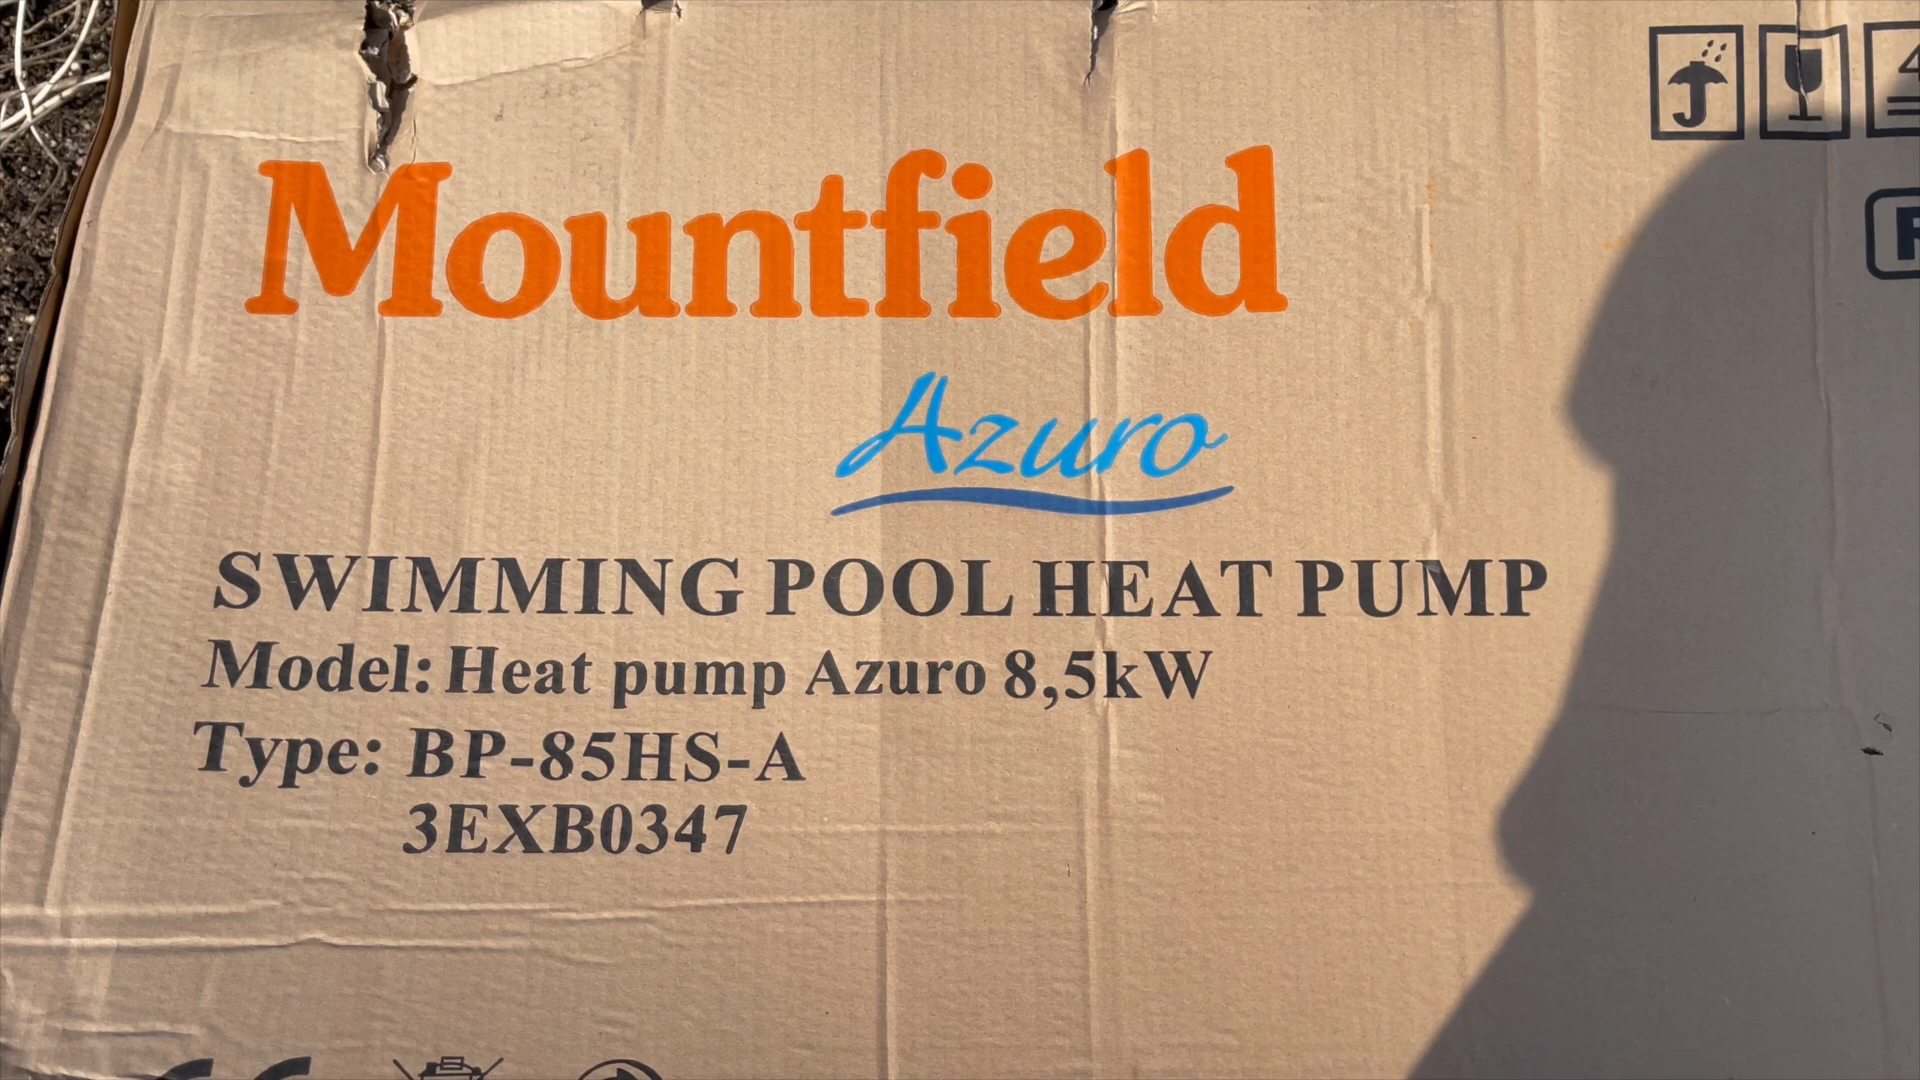 Mountfield
Azuro
SWIMMING POOL HEAT PUMP
Model: Heat pump Azuro 8,5kW
Type: BP-85HS-A
3EXB0347